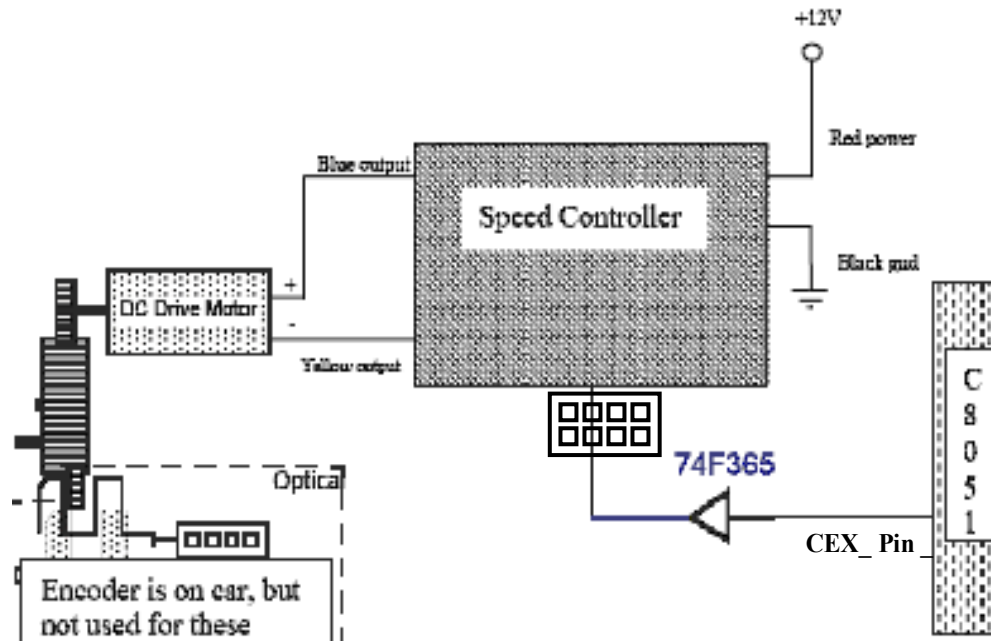 +12V
Red power
Blue output
Speed Controller
Black gnd
+
DC Drive Motor
-
Yellow output
C
8
0
5
1
74F365
Optical
CEX_ Pin _
Encoder is on car, but
not used for these